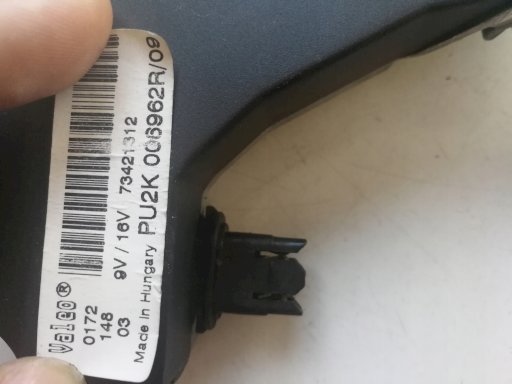 valeo®
0172
148
03
9V / 16V 73421312
Made in Hungary PU2K 006962R/09